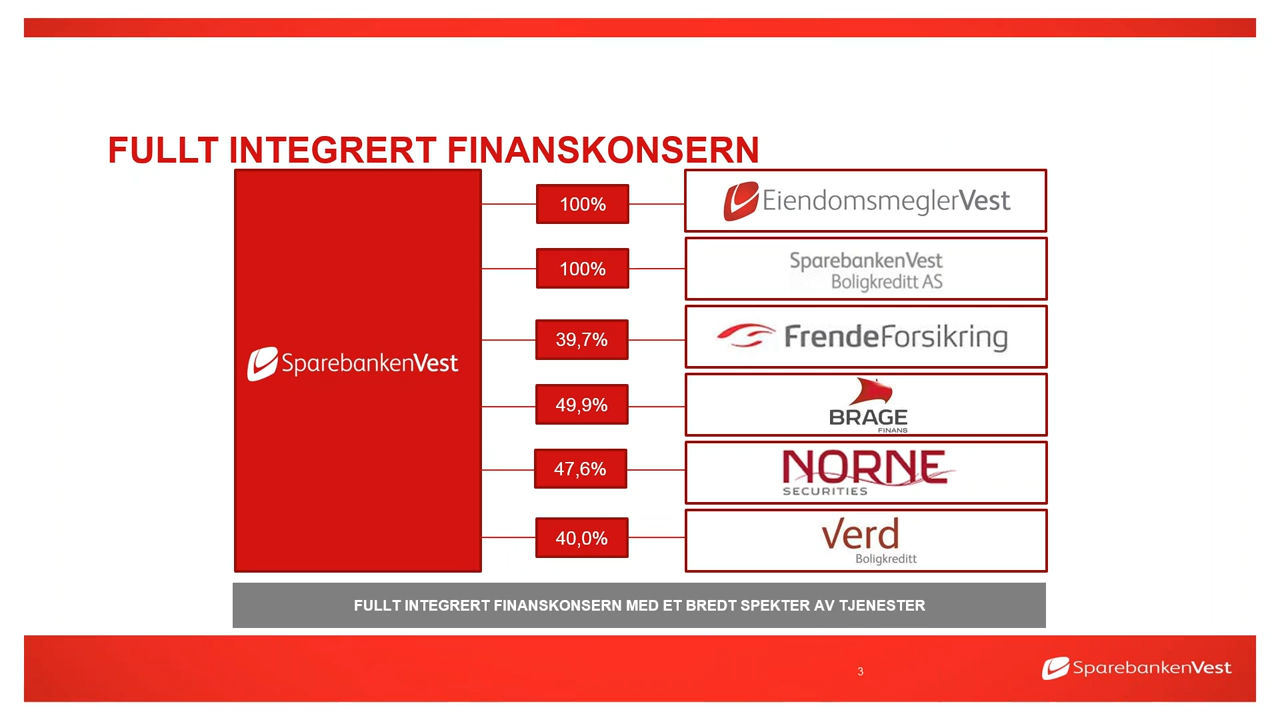 FULLT INTEGRERT FINANSKONSERN
SparebankenVest
100%
EiendomsmeglerVest
100%
SparebankenVest
Boligkreditt AS
39,7%
FrendeForsikring
49,9%
BRAGE
FINANS
47,6%
NORNE
SECURITIES
40,0%
Verd
Boligkreditt
FULLT INTEGRERT FINANSKONSERN MED ET BREDT SPEKTER AV TJENESTER
3
SparebankenVest